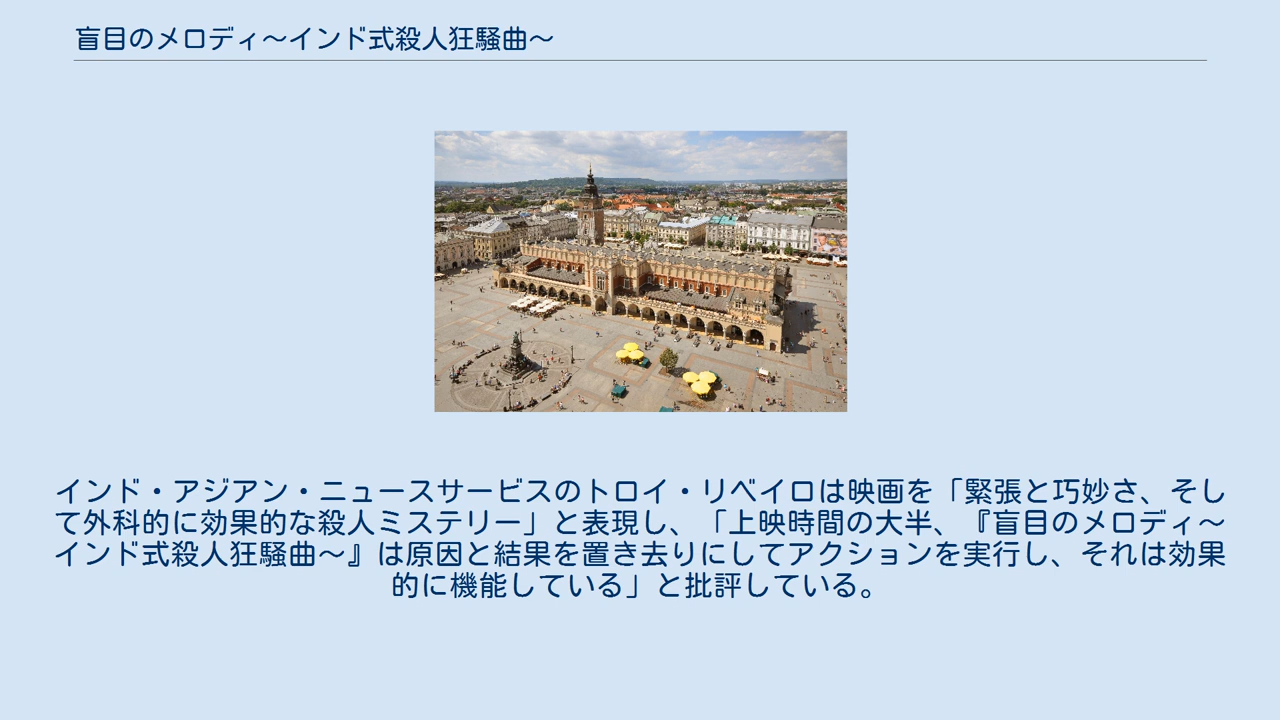 盲目のメロディ〜インド式殺人狂騒曲〜
インド・アジアン・ニュースサービスのトロイ・リベイロは映画を「緊張と巧妙さ、そし
て外科的に効果的な殺人ミステリー」と表現し、「上映時間の大半、『盲目のメロディ〜
インド式殺人狂騒曲〜』は原因と結果を置き去りにしてアクションを実行し、それは効果
的に機能している」と批評している。